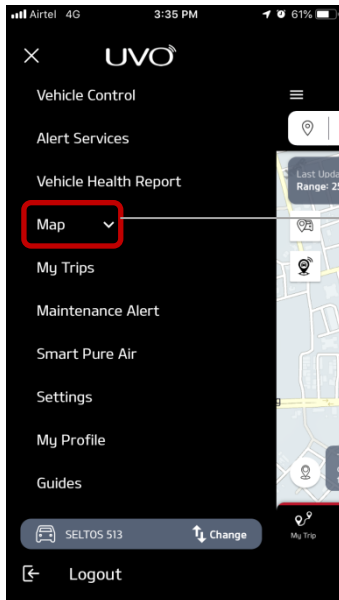 Airtel 4G 3:35 PM 61%
UVO
Vehicle Control
Alert Services
Vehicle Health Report
Map
My Trips
Maintenance Alert
Smart Pure Air
Settings
My Profile
Guides
SELTOS 513 Change
Logout
Last Upda
Range: 25
My Trip